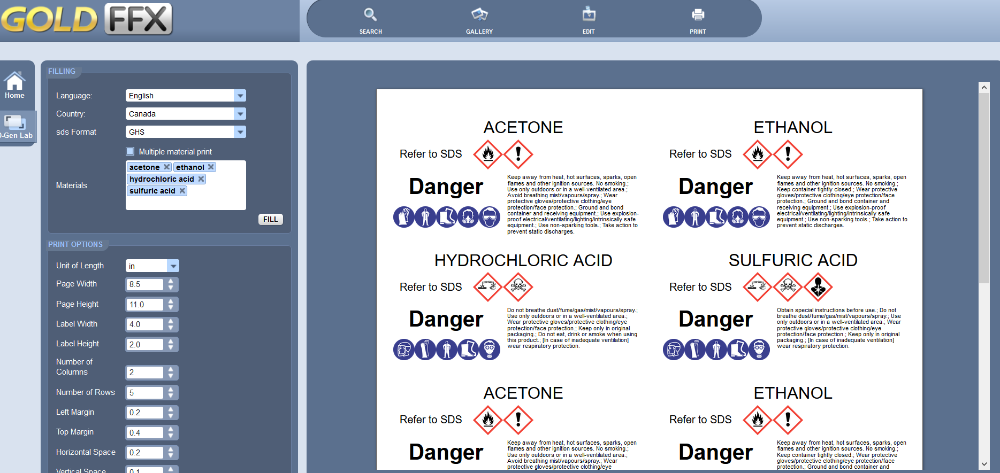 GOLD FFX
SEARCH
GALLERY
EDIT
PRINT
Home
-Gen Lab
FILLING
Language:
English
Country:
Canada
sds Format
GHS
Multiple material print
Materials
acetone
ethanol
hydrochloric acid
sulfuric acid
FILL
PRINT OPTIONS
Unit of Length
in
Page Width
8.5
Page Height
11.0
Label Width
4.0
Label Height
2.0
Number of
Columns
2
Number of Rows
5
Left Margin
0.2
Top Margin
0.4
Horizontal Space
0.2
Vertical Space
0.1
ACETONE
Refer to SDS
Danger
Keep away from heat, hot surfaces, sparks, open
flames and other ignition sources. No smoking.;
Use only outdoors or in a well-ventilated area.;
Avoid breathing mist/vapours/spray.; Wear
protective gloves/protective clothing/eye
protection/face protection.; Ground and bond
container and receiving equipment.; Use explosion-
proof electrical/ventilating/lighting/intrinsically safe
equipment.; Use non-sparking tools.; Take action to
prevent static discharges.
ETHANOL
Refer to SDS
Danger
Keep away from heat, hot surfaces, sparks, open
flames and other ignition sources. No smoking.;
Keep container tightly closed.; Wear protective
gloves/protective clothing/eye protection/face
protection.; Ground and bond container and
receiving equipment.; Use explosion-proof
electrical/ventilating/lighting/intrinsically safe
equipment.; Use non-sparking tools.; Take action to
prevent static discharges.
HYDROCHLORIC ACID
Refer to SDS
Danger
Do not breathe dust/fume/gas/mist/vapours/spray.;
Use only outdoors or in a well-ventilated area.;
Wear protective gloves/protective clothing/eye
protection/face protection.; Keep only in original
packaging.; Do not eat, drink or smoke when using
this product.; [In case of inadequate ventilation]
wear respiratory protection.
SULFURIC ACID
Refer to SDS
Danger
Obtain special instructions before use.; Do not
breathe dust/fume/gas/mist/vapours/spray.; Use
only outdoors or in a well-ventilated area.; Wear
protective gloves/protective clothing/eye
protection/face protection.; Keep only in original
packaging.; [In case of inadequate ventilation]
wear respiratory protection.
ACETONE
Refer to SDS
Danger
Keep away from heat, hot surfaces, sparks, open
flames and other ignition sources. No smoking.;
Use only outdoors or in a well-ventilated area.;
Avoid breathing mist/vapours/spray.; Wear
protective gloves/protective clothing/eye
ETHANOL
Refer to SDS
Danger
Keep away from heat, hot surfaces, sparks, open
flames and other ignition sources. No smoking.;
Keep container tightly closed.; Wear protective
gloves/protective clothing/eye protection/face
protection.; Ground and bond container and